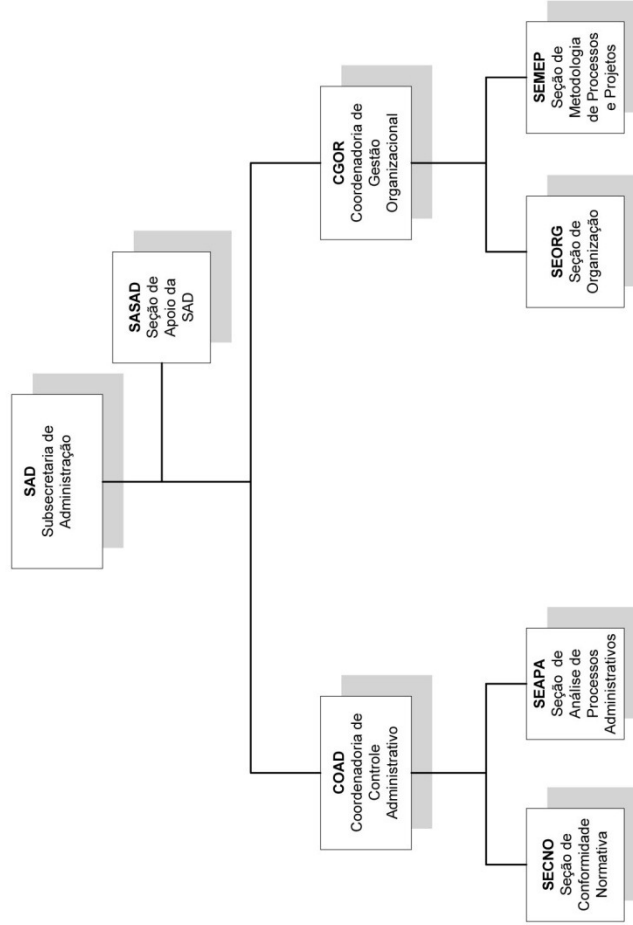 SAD
Subsecretaria de
Administração
SASAD
Seção de
Apoio da
SAD
COAD
Coordenadoria de
Controle
Administrativo
CGOR
Coordenadoria de
Gestão
Organizacional
SECNO
Seção de
Conformidade
Normativa
SEAPA
Seção de
Análise de
Processos
Administrativos
SEORG
Seção de
Organização
SEMEP
Seção de
Metodologia
de Processos
e Projetos